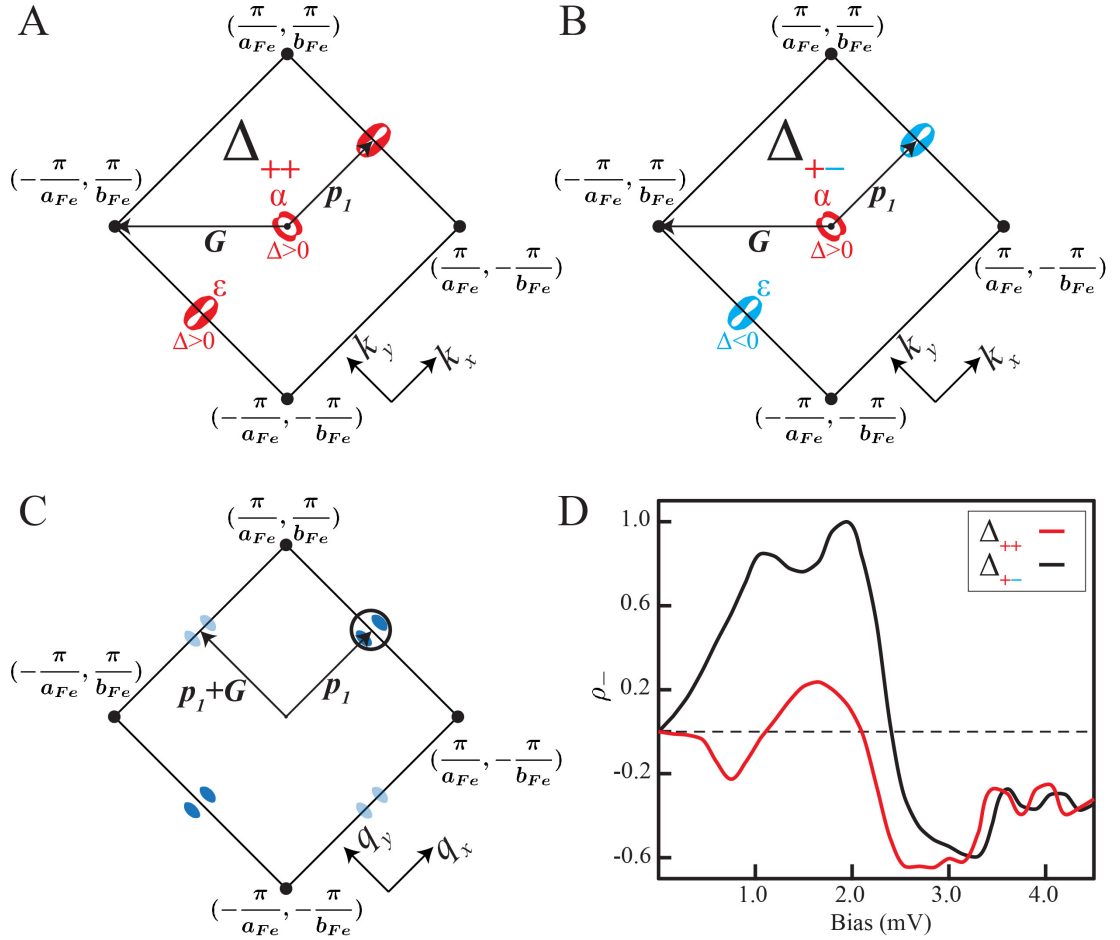 A
(π/a_Fe, π/b_Fe)
Δ++
(-π/a_Fe, π/b_Fe)
α
p1
G
Δ>0
(π/a_Fe, -π/b_Fe)
ε
Δ>0
ky
kx
(-π/a_Fe, -π/b_Fe)
B
(π/a_Fe, π/b_Fe)
Δ+-
(-π/a_Fe, π/b_Fe)
α
p1
G
Δ>0
(π/a_Fe, -π/b_Fe)
ε
Δ<0
ky
kx
(-π/a_Fe, -π/b_Fe)
C
(π/a_Fe, π/b_Fe)
(-π/a_Fe, π/b_Fe)
p1+G
p1
(π/a_Fe, -π/b_Fe)
qy
qx
(-π/a_Fe, -π/b_Fe)
D
1.0
0.6
0.2
-0.2
-0.6
ρ-
Δ++
Δ+-
1.0 2.0 3.0 4.0
Bias (mV)